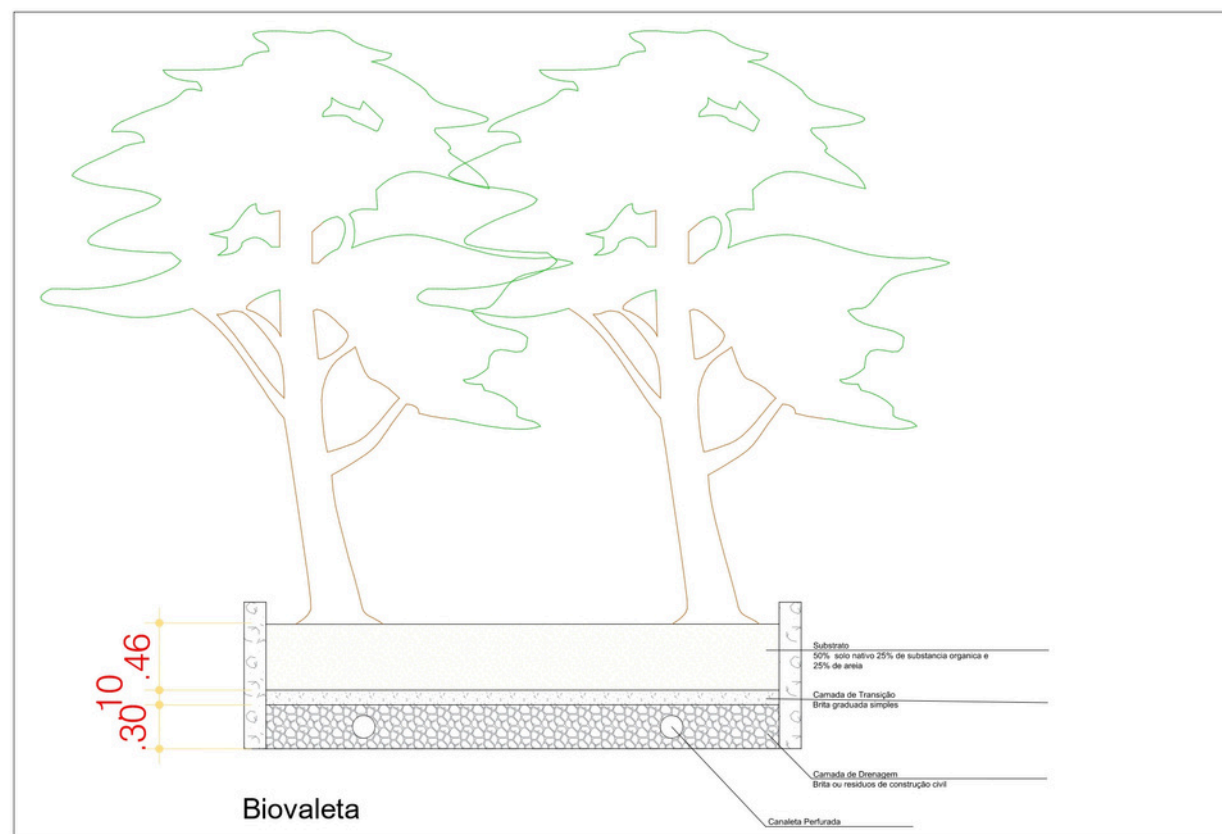 .46
10
.30
Substrato
50% solo nativo 25% de substancia organica e
25% de areia
Camada de Transição
Brita graduada simples
Camada de Drenagem
Brita ou residuos de construção civil
Canaleta Perfurada
Biovaleta